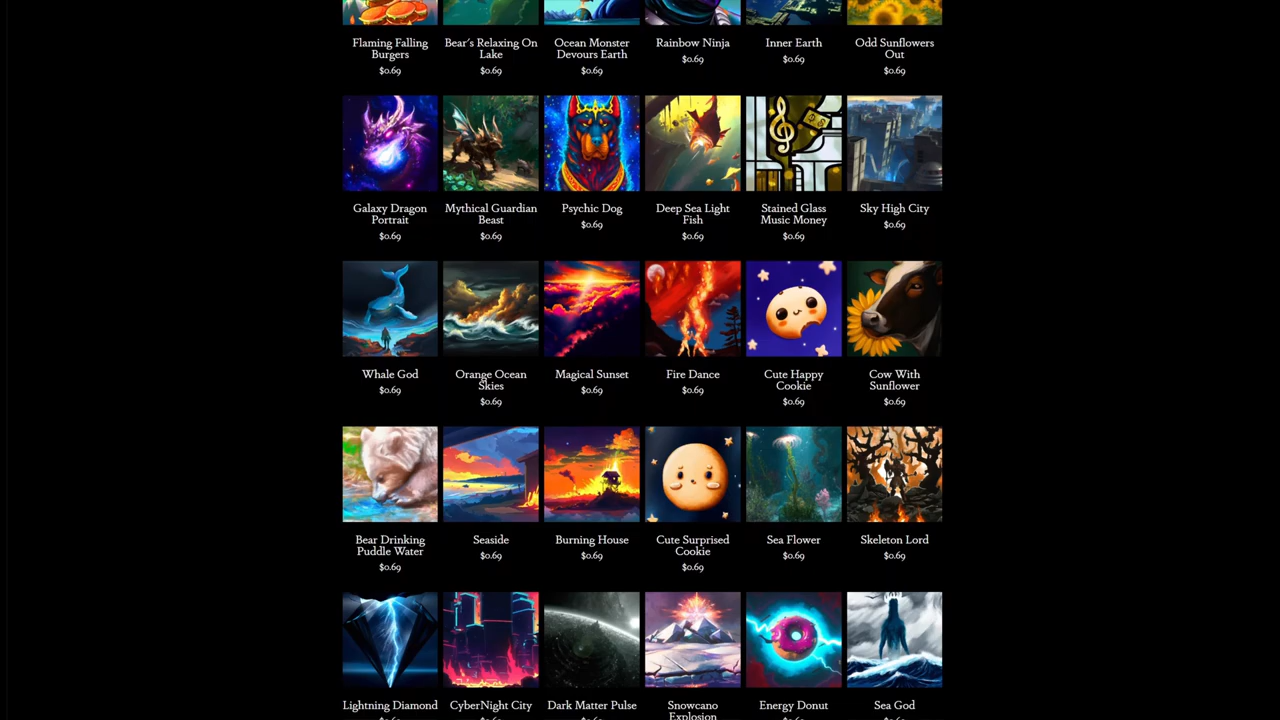 Flaming Falling
Burgers
$0.69
Bear's Relaxing On
Lake
$0.69
Ocean Monster
Devours Earth
$0.69
Rainbow Ninja
$0.69
Inner Earth
$0.69
Odd Sunflowers
Out
$0.69
Galaxy Dragon
Portrait
$0.69
Mythical Guardian
Beast
$0.69
Psychic Dog
$0.69
Deep Sea Light
Fish
$0.69
Stained Glass
Music Money
$0.69
Sky High City
$0.69
Whale God
$0.69
Orange Ocean
Skies
$0.69
Magical Sunset
$0.69
Fire Dance
$0.69
Cute Happy
Cookie
$0.69
Cow With
Sunflower
$0.69
Bear Drinking
Puddle Water
$0.69
Seaside
$0.69
Burning House
$0.69
Cute Surprised
Cookie
$0.69
Sea Flower
$0.69
Skeleton Lord
$0.69
Lightning Diamond
CyberNight City
Dark Matter Pulse
Snowcano
Explosion
Energy Donut
Sea God